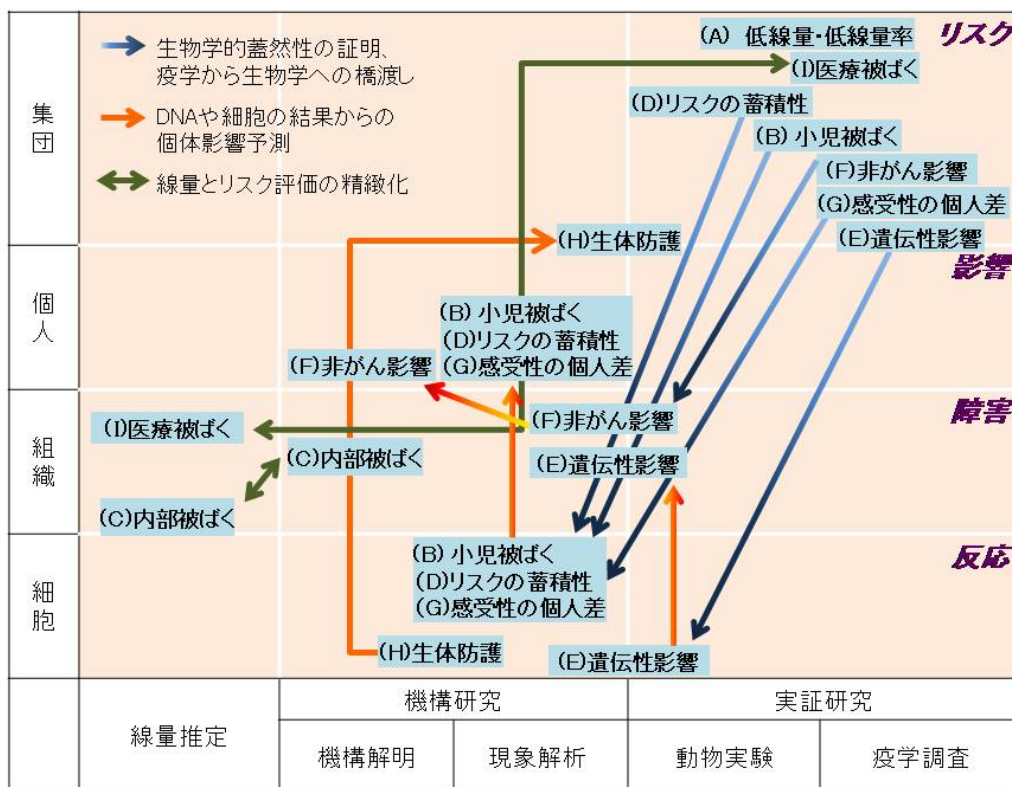 生物学的蓋然性の証明、
疫学から生物学への橋渡し
DNAや細胞の結果からの
個体影響予測
線量とリスク評価の精緻化
(A) 低線量・低線量率
リスク
(I)医療被ばく
(D)リスクの蓄積性
(B) 小児被ばく
(F)非がん影響
(G)感受性の個人差
(E)遺伝性影響
集団
(H)生体防護
影響
個人
(B) 小児被ばく
(D)リスクの蓄積性
(G)感受性の個人差
(F)非がん影響
障害
組織
(I)医療被ばく
(F)非がん影響
(C)内部被ばく
(E)遺伝性影響
(C)内部被ばく
反応
細胞
(B) 小児被ばく
(D)リスクの蓄積性
(G)感受性の個人差
(H)生体防護
(E)遺伝性影響
線量推定
機構研究
実証研究
機構解明
現象解析
動物実験
疫学調査